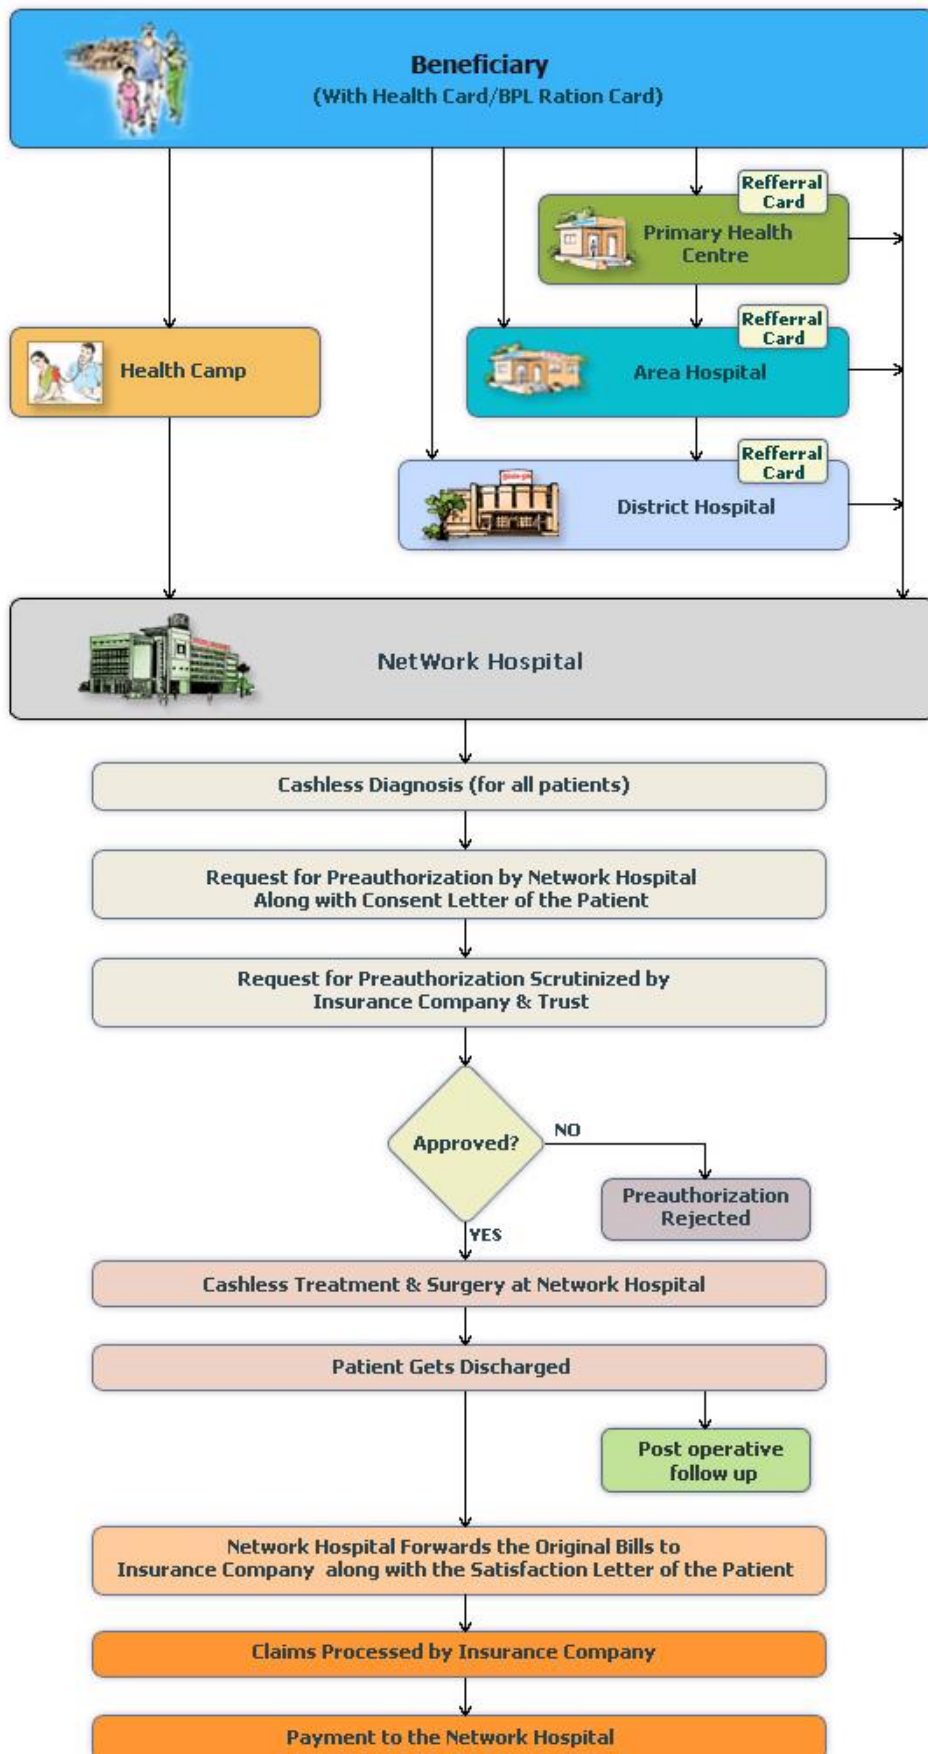 Beneficiary
(With Health Card/BPL Ration Card)
Refferral
Card
Primary Health
Centre
Refferral
Card
Health Camp
Area Hospital
Refferral
Card
District Hospital
NetWork Hospital
Cashless Diagnosis (for all patients)
Request for Preauthorization by Network Hospital
Along with Consent Letter of the Patient
Request for Preauthorization Scrutinized by
Insurance Company & Trust
Approved?
NO
Preauthorization
Rejected
YES
Cashless Treatment & Surgery at Network Hospital
Patient Gets Discharged
Post operative
follow up
Network Hospital Forwards the Original Bills to
Insurance Company along with the Satisfaction Letter of the Patient
Claims Processed by Insurance Company
Payment to the Network Hospital